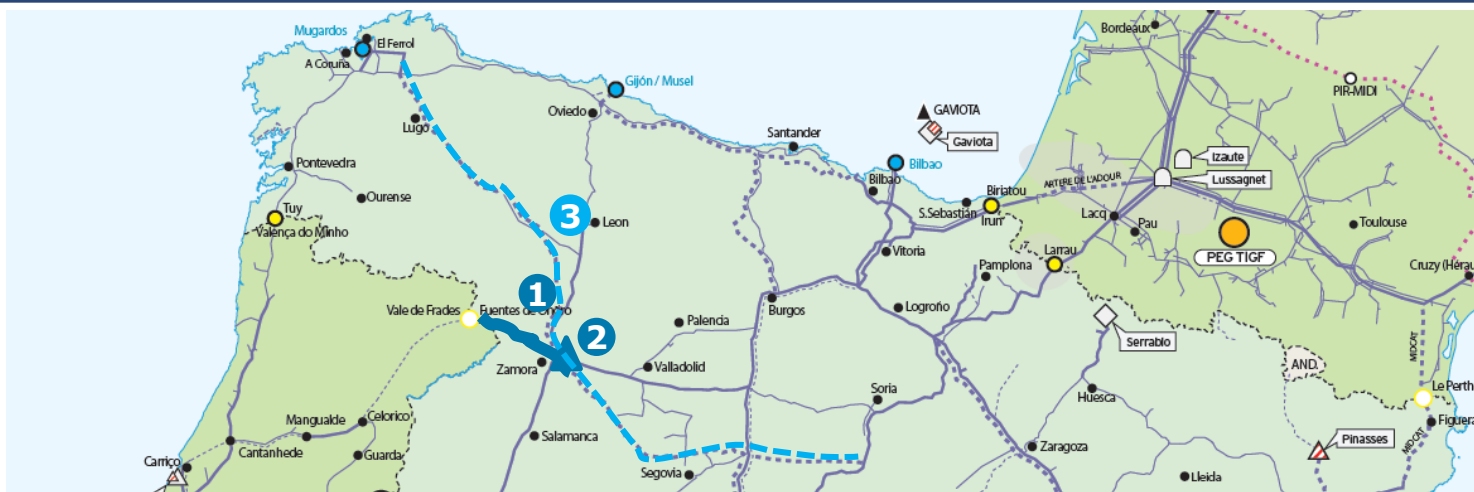 Mugardos
El Ferrol
A Coruña
Lugo
Oviedo
Gijón / Musel
Santander
GAVIOTA
Gaviota
Bilbao
Bilbao
Bordeaux
PIR-MIDI
Izaute
Lussagnet
ARTERE DE L'ADOUR
Biriatou
S.Sebastián
Irun
Lacq
Pau
Toulouse
PEG TIGF
Larrau
Cruzy (Hérau
Pontevedra
Ourense
Tuy
Valença do Minho
3
Leon
Vitoria
Pamplona
Logroño
Burgos
Palencia
1
Vale de Frades
2
Zamora
Valladolid
Serrablo
AND.
MIDCAT
Le Perth
Figuera
MIDCAT
Pinasses
Huesca
Soria
Zaragoza
Lleida
Salamanca
Segovia
Celorico
Mangualde
Guarda
Cantanhede
Carriço